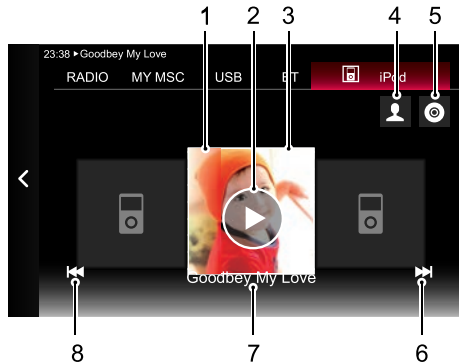 1 2 3 4 5
23:38 ▶Goodbey My Love
RADIO MY MSC USB BT iPod
Goodbey My Love
8 7 6